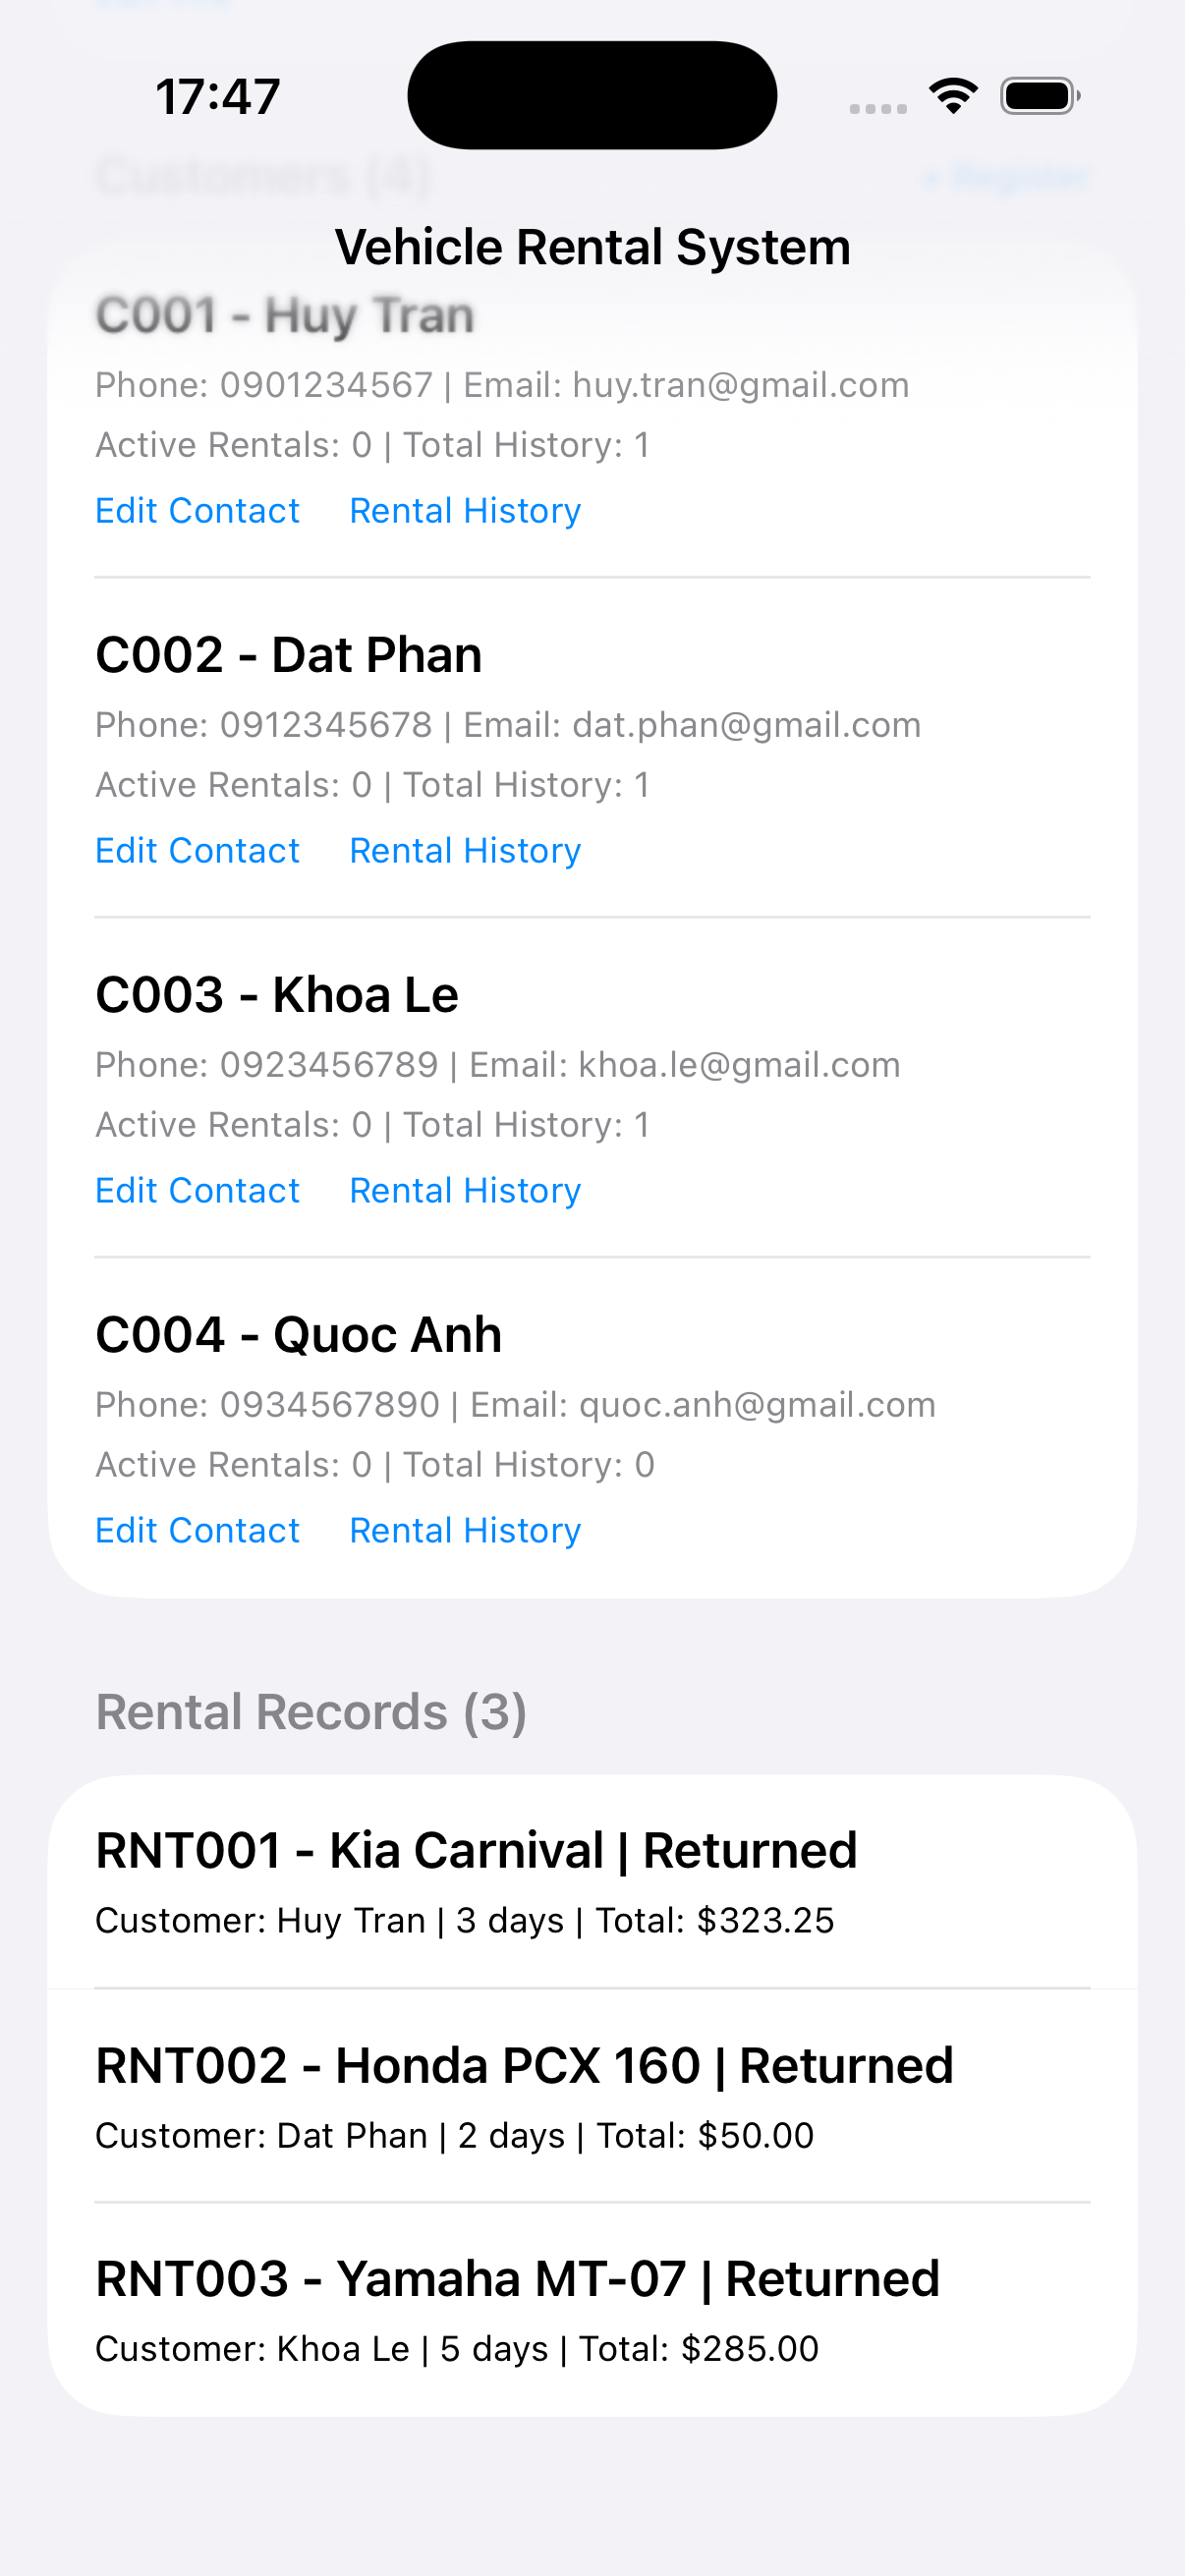 17:47
Customers (4)
+ Register
Vehicle Rental System
C001 - Huy Tran
Phone: 0901234567 | Email: huy.tran@gmail.com
Active Rentals: 0 | Total History: 1
Edit Contact Rental History
C002 - Dat Phan
Phone: 0912345678 | Email: dat.phan@gmail.com
Active Rentals: 0 | Total History: 1
Edit Contact Rental History
C003 - Khoa Le
Phone: 0923456789 | Email: khoa.le@gmail.com
Active Rentals: 0 | Total History: 1
Edit Contact Rental History
C004 - Quoc Anh
Phone: 0934567890 | Email: quoc.anh@gmail.com
Active Rentals: 0 | Total History: 0
Edit Contact Rental History
Rental Records (3)
RNT001 - Kia Carnival | Returned
Customer: Huy Tran | 3 days | Total: $323.25
RNT002 - Honda PCX 160 | Returned
Customer: Dat Phan | 2 days | Total: $50.00
RNT003 - Yamaha MT-07 | Returned
Customer: Khoa Le | 5 days | Total: $285.00